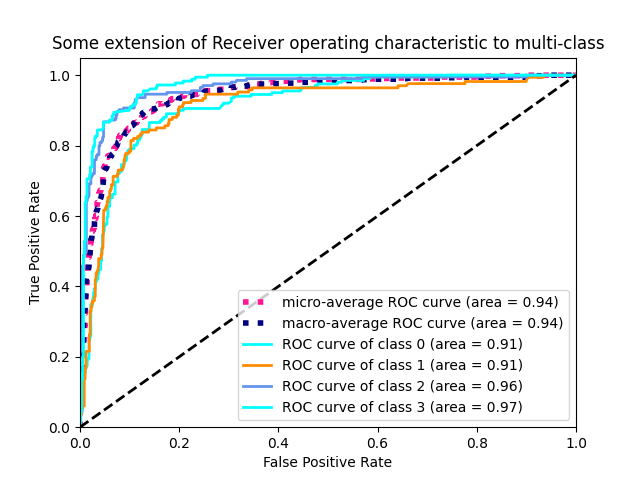 Some extension of Receiver operating characteristic to multi-class
1.0
0.8
0.6
0.4
0.2
0.0
True Positive Rate
micro-average ROC curve (area = 0.94)
macro-average ROC curve (area = 0.94)
ROC curve of class 0 (area = 0.91)
ROC curve of class 1 (area = 0.91)
ROC curve of class 2 (area = 0.96)
ROC curve of class 3 (area = 0.97)
0.0 0.2 0.4 0.6 0.8 1.0
False Positive Rate